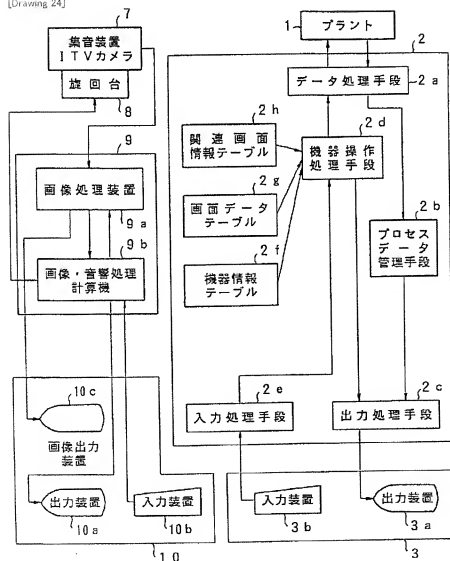 [Drawing 24]
7
集音装置
ITVカメラ
旋回台
8
9
画像処理装置
9a
9b
画像・音響処理
計算機
10c
画像出力
装置
出力装置
10a
入力装置
10b
10
1
プラント
2
データ処理手段
2a
2h
関連画面
情報テーブル
2d
機器操作
処理手段
2g
画面データ
テーブル
2b
プロセス
データ
管理手段
2f
機器情報
テーブル
2e
入力処理手段
2c
出力処理手段
入力装置
3b
出力装置
3a
3